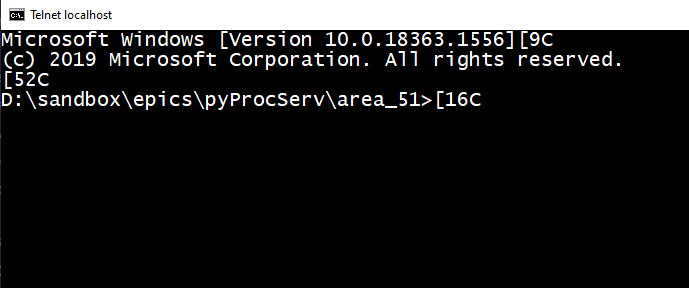 Telnet localhost
Microsoft Windows [Version 10.0.18363.1556][9C
(c) 2019 Microsoft Corporation. All rights reserved.
[52C
D:\sandbox\epics\pyProcServ\area_51>[16C